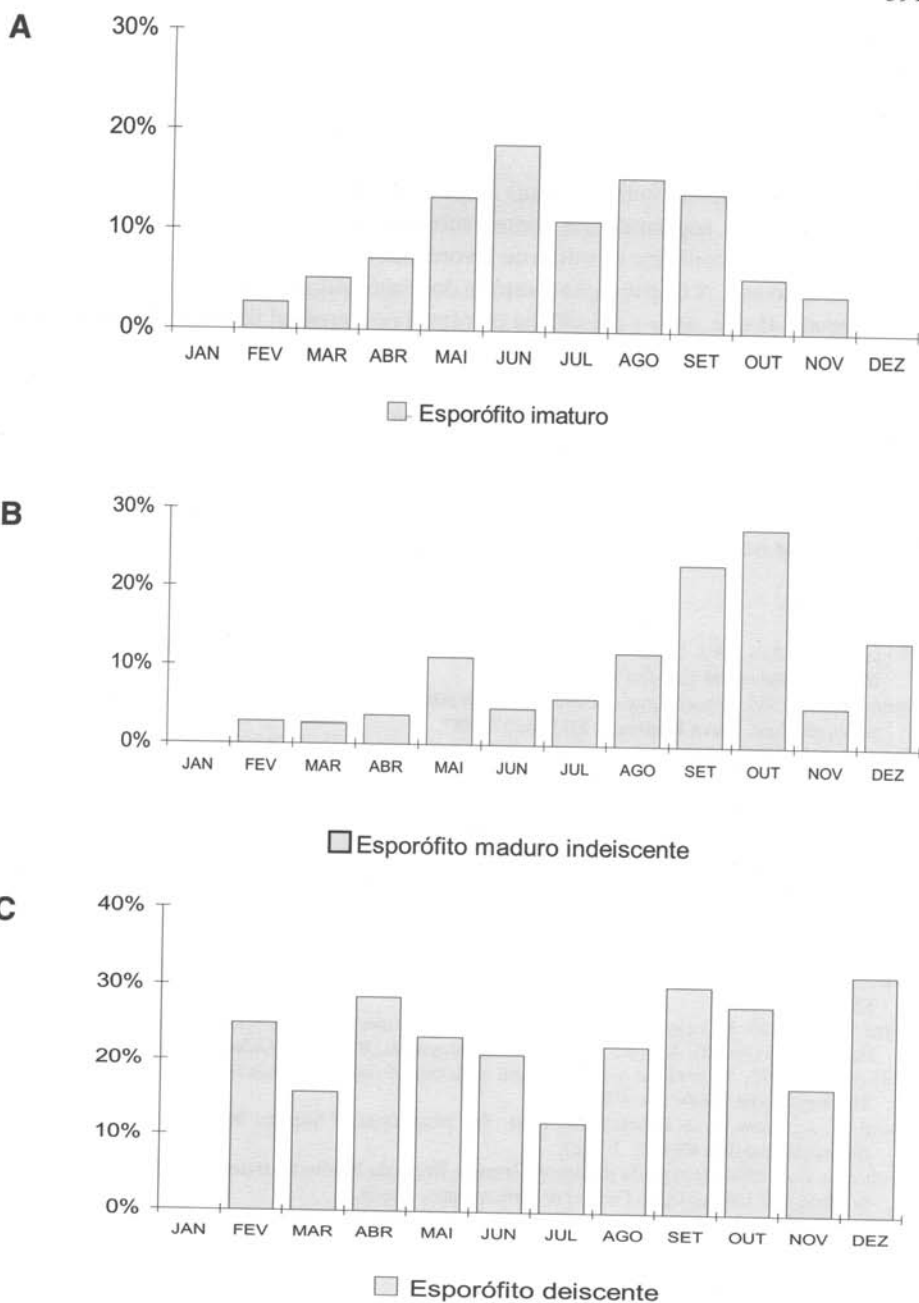 A
30%
20%
10%
0%
JAN FEV MAR ABR MAI JUN JUL AGO SET OUT NOV DEZ
Esporófito imaturo
B
30%
20%
10%
0%
JAN FEV MAR ABR MAI JUN JUL AGO SET OUT NOV DEZ
Esporófito maduro indeiscente
C
40%
30%
20%
10%
0%
JAN FEV MAR ABR MAI JUN JUL AGO SET OUT NOV DEZ
Esporófito deiscente